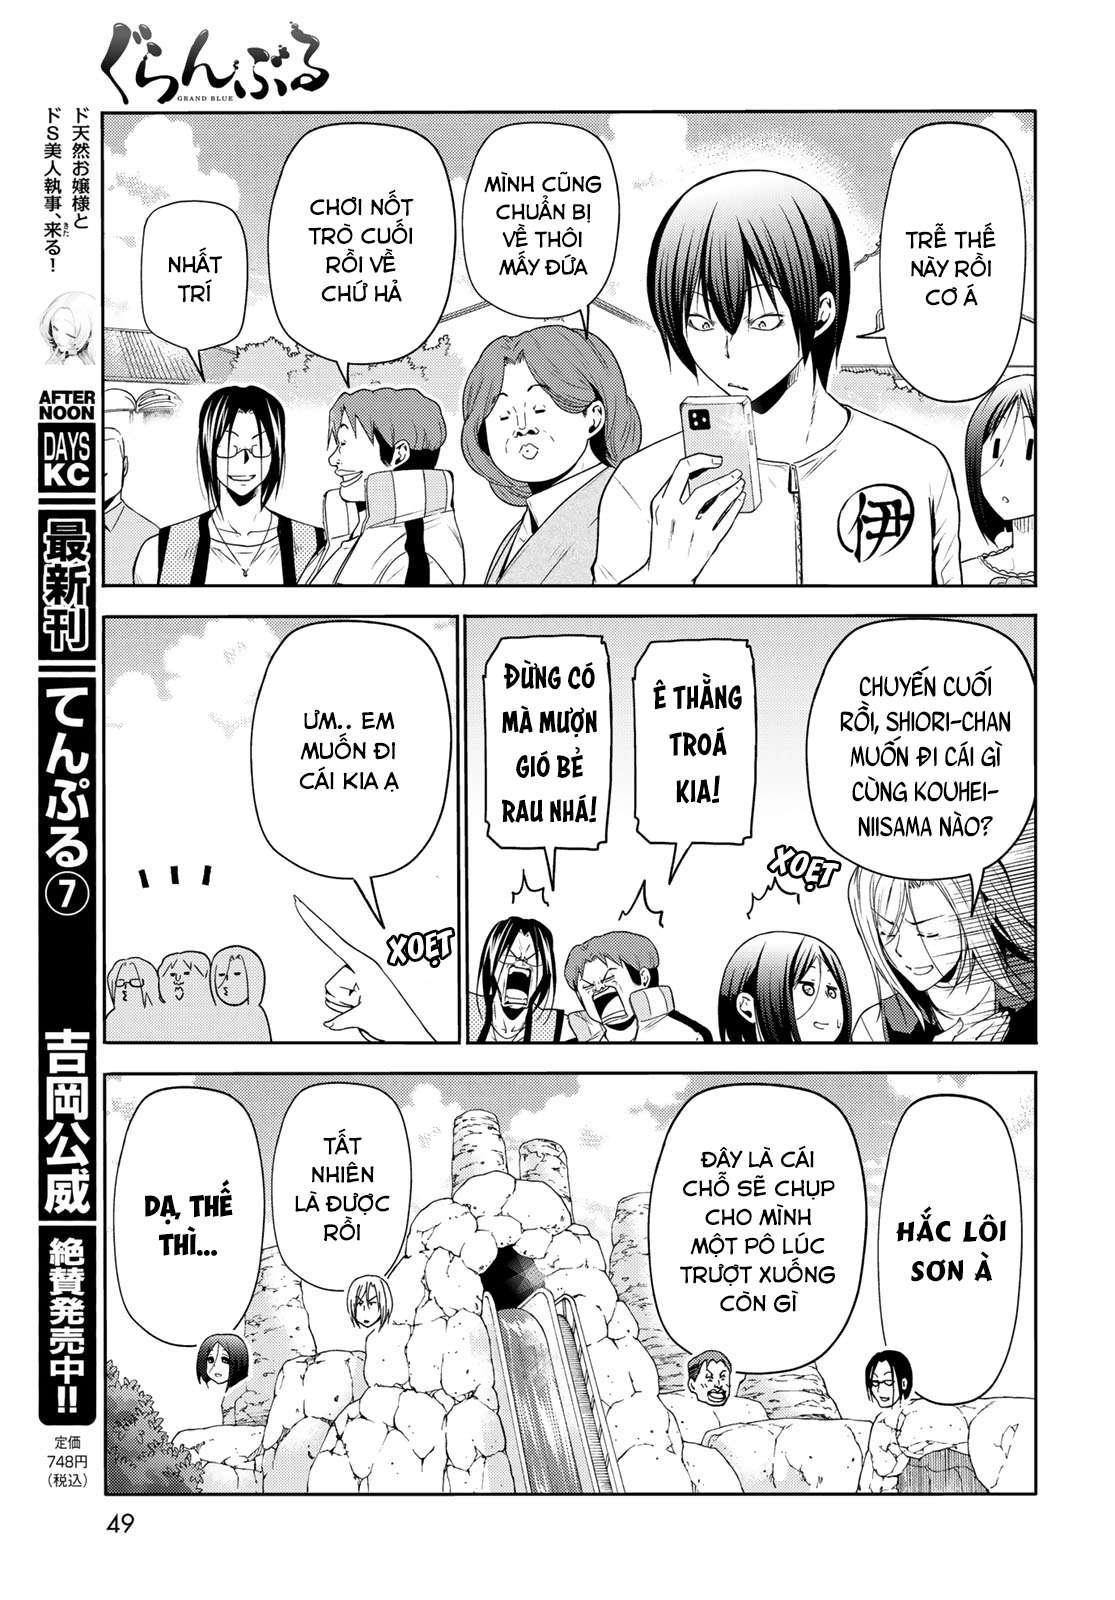 ぐらんぶる
GRAND BLUE
ド天然お嬢様と
ドS美人執事、来る!
きた
AFTER
NOON
DAYS
KC
最新刊
てんぷる⑦
吉岡公威
絶賛発売中!!
定価
748円
(税込)
TRỄ THẾ
NÀY RỒI
CƠ Á
MÌNH CŨNG
CHUẨN BỊ
VỀ THÔI
MẤY ĐỨA
CHƠI NỐT
TRÒ CUỐI
RỒI VỀ
CHỨ HẢ
NHẤT
TRÍ
伊
CHUYẾN CUỐI
RỒI, SHIORI-CHAN
MUỐN ĐI CÁI GÌ
CÙNG KOUHEI-
NIISAMA NÀO?
XOẸT
Ê THẰNG
TROÁ
KIA!
ĐỪNG CÓ
MÀ MƯỢN
GIÓ BẺ
RAU NHÁ!
ƯM.. EM
MUỐN ĐI
CÁI KIA Ạ
XOẸT
HẮC LÔI
SƠN À
ĐÂY LÀ CÁI
CHỖ SẼ CHỤP
CHO MÌNH
MỘT PÔ LÚC
TRƯỢT XUỐNG
CÒN GÌ
TẤT
NHIÊN
LÀ ĐƯỢC
RỒI
DẠ, THẾ
THÌ...
49